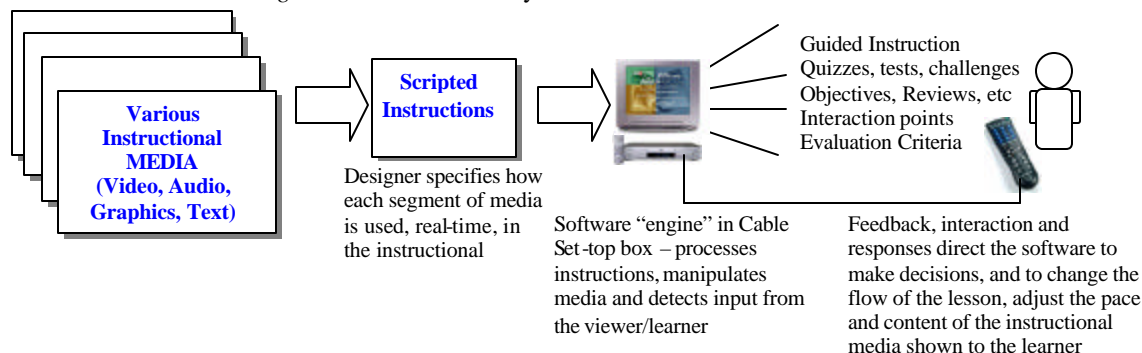 Various
Instructional
MEDIA
(Video, Audio,
Graphics, Text)
Scripted
Instructions
Designer specifies how
each segment of media
is used, real-time, in
the instructional
Software “engine” in Cable
Set-top box – processes
instructions, manipulates
media and detects input from
the viewer/learner
Guided Instruction
Quizzes, tests, challenges
Objectives, Reviews, etc
Interaction points
Evaluation Criteria
Feedback, interaction and
responses direct the software to
make decisions, and to change the
flow of the lesson, adjust the pace
and content of the instructional
media shown to the learner